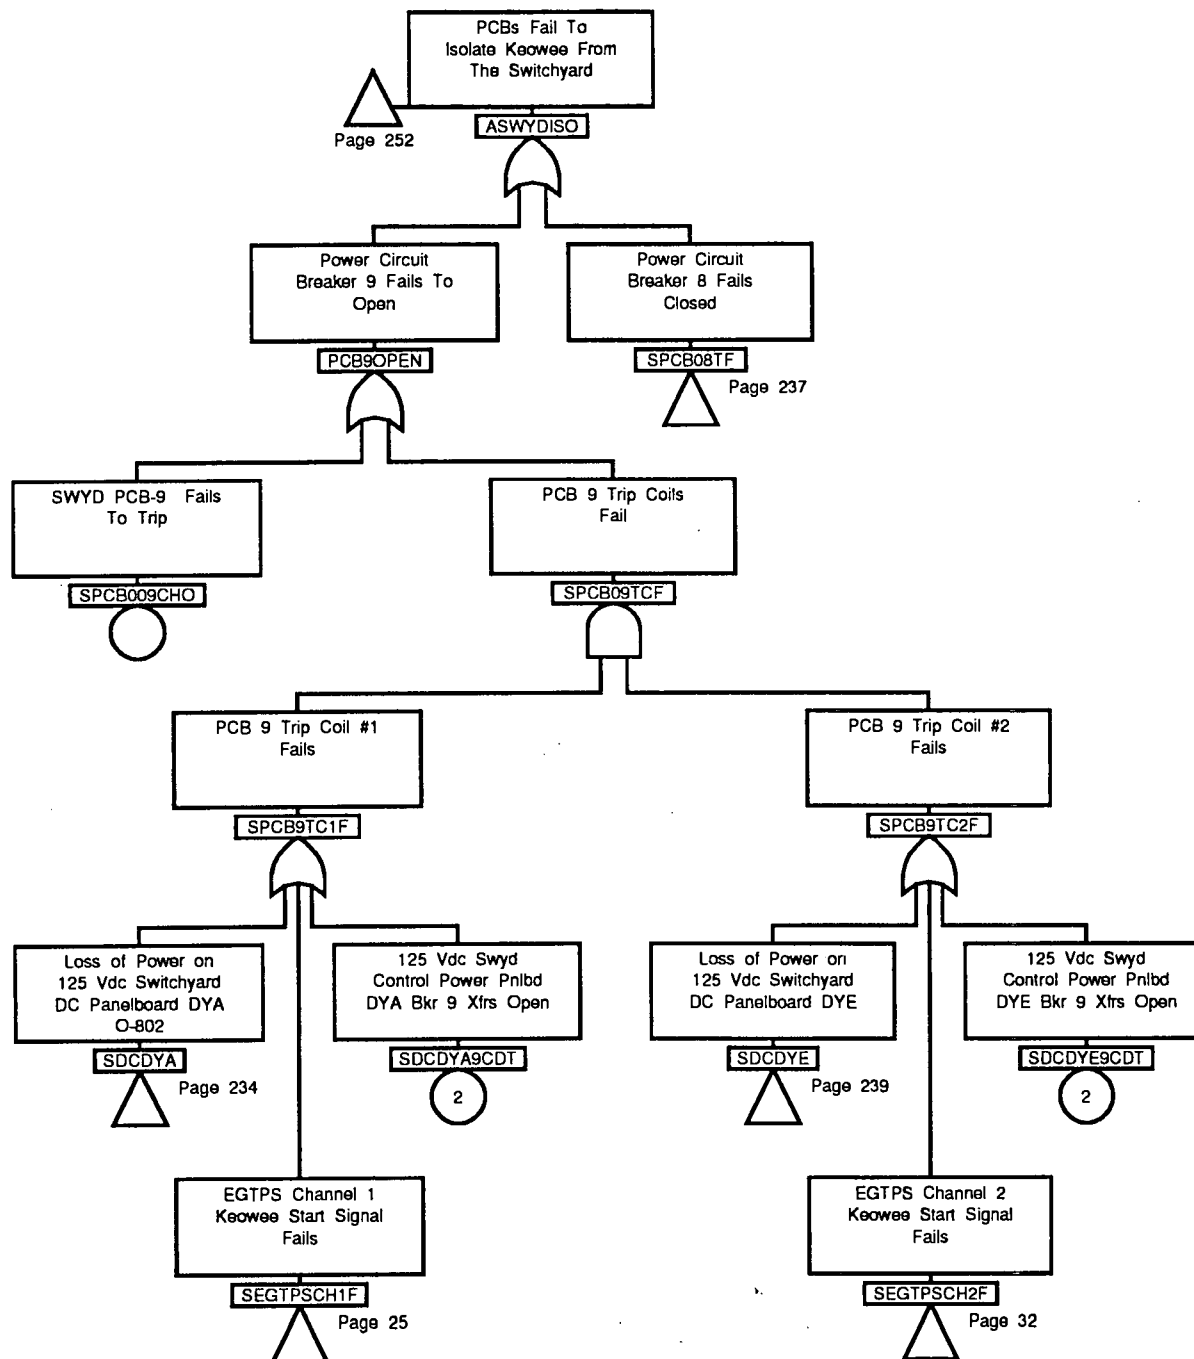 PCBs Fail To
Isolate Keowee From
The Switchyard
Page 252
ASWYDISO
Power Circuit
Breaker 9 Fails To
Open
PCB9OPEN
Power Circuit
Breaker 8 Fails
Closed
SPCB08TF
Page 237
SWYD PCB-9 Fails
To Trip
SPCB009CHO
PCB 9 Trip Coils
Fail
SPCB09TCF
PCB 9 Trip Coil #1
Fails
SPCB9TC1F
PCB 9 Trip Coil #2
Fails
SPCB9TC2F
Loss of Power on
125 Vdc Switchyard
DC Panelboard DYA
O-802
SDCDYA
Page 234
125 Vdc Swyd
Control Power Pnlbd
DYA Bkr 9 Xfrs Open
SDCDYA9CDT
2
Loss of Power on
125 Vdc Switchyard
DC Panelboard DYE
SDCDYE
Page 239
125 Vdc Swyd
Control Power Pnlbd
DYE Bkr 9 Xfrs Open
SDCDYE9CDT
2
EGTPS Channel 1
Keowee Start Signal
Fails
SEGTPSCH1F
Page 25
EGTPS Channel 2
Keowee Start Signal
Fails
SEGTPSCH2F
Page 32